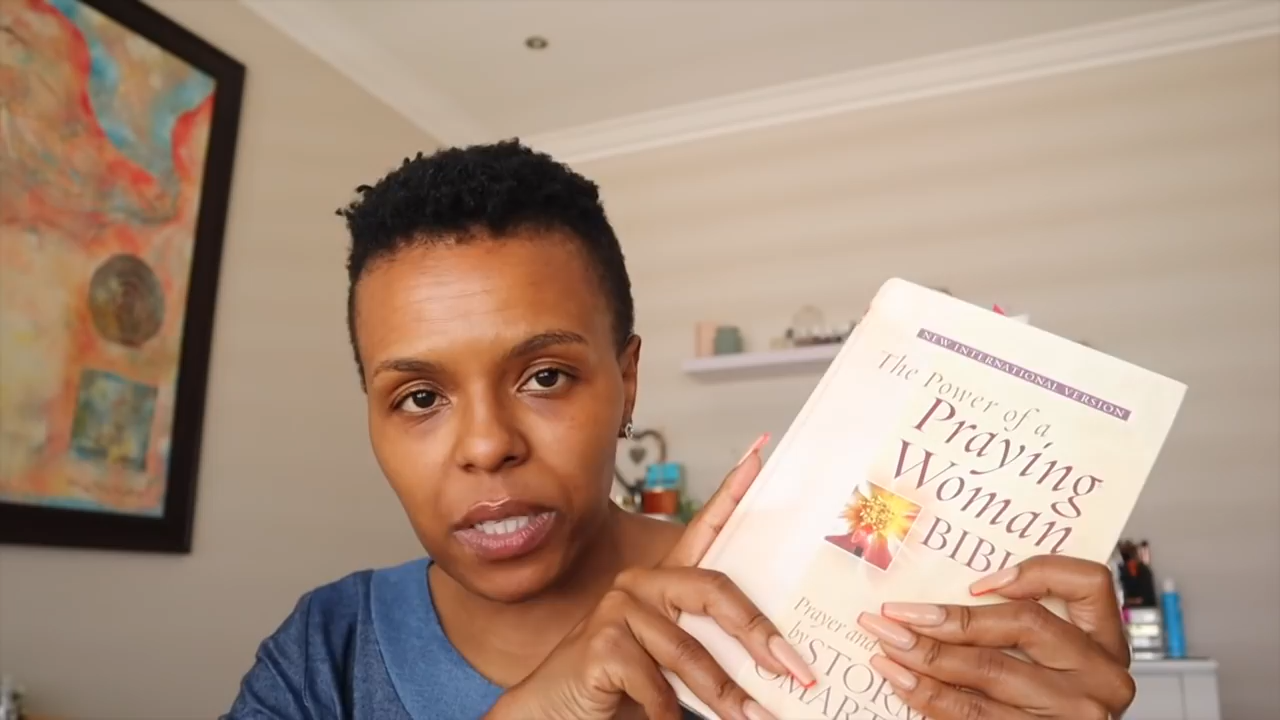 NEW INTERNATIONAL VERSION
The Power of a
Praying
Woman
BIBL
Prayer and
by STORM
OMART